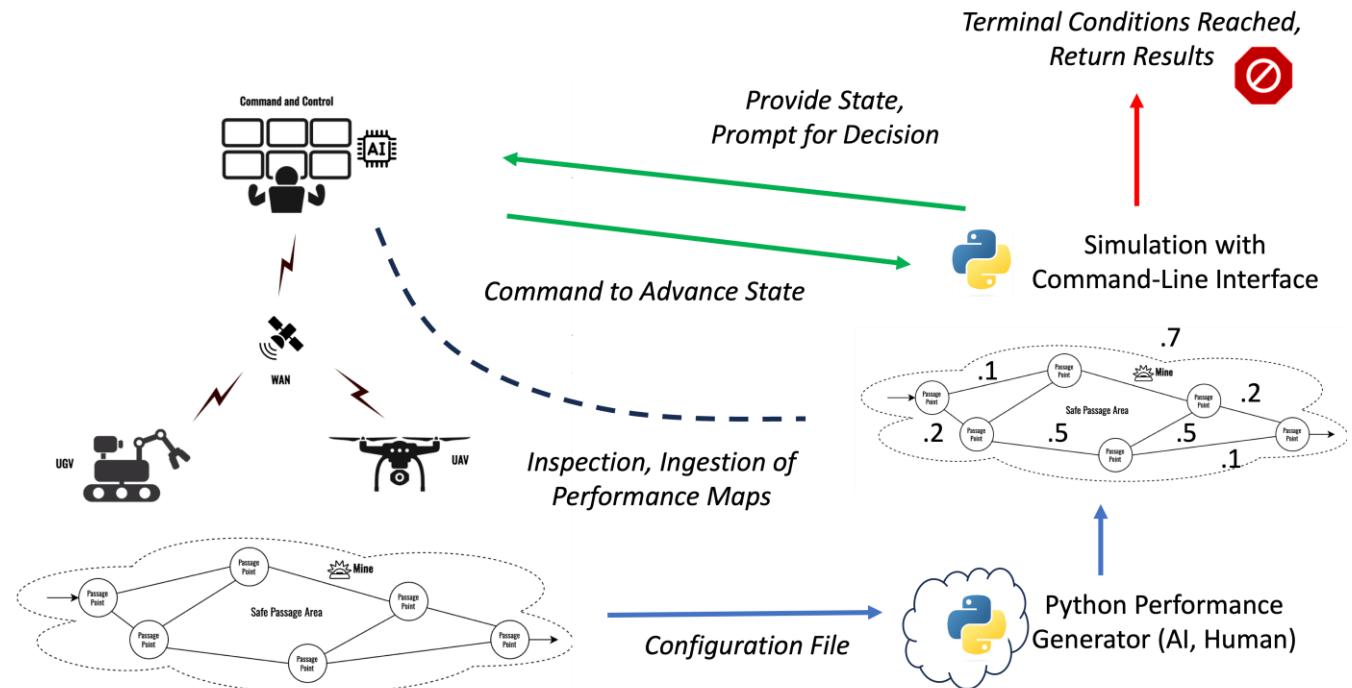 Terminal Conditions Reached,
Return Results
Command and Control
AI
Provide State,
Prompt for Decision
Simulation with
Command-Line Interface
Command to Advance State
WAN
UGV
UAV
.7
.1
Passage
Point
Mine
.2
Passage
Point
Safe Passage Area
Passage
Point
.2
Passage
Point
.5
.5
Passage
Point
Passage
Point
.1
Inspection, Ingestion of
Performance Maps
Passage
Point
Mine
Passage
Point
Safe Passage Area
Passage
Point
Passage
Point
Passage
Point
Passage
Point
Configuration File
Python Performance
Generator (AI, Human)